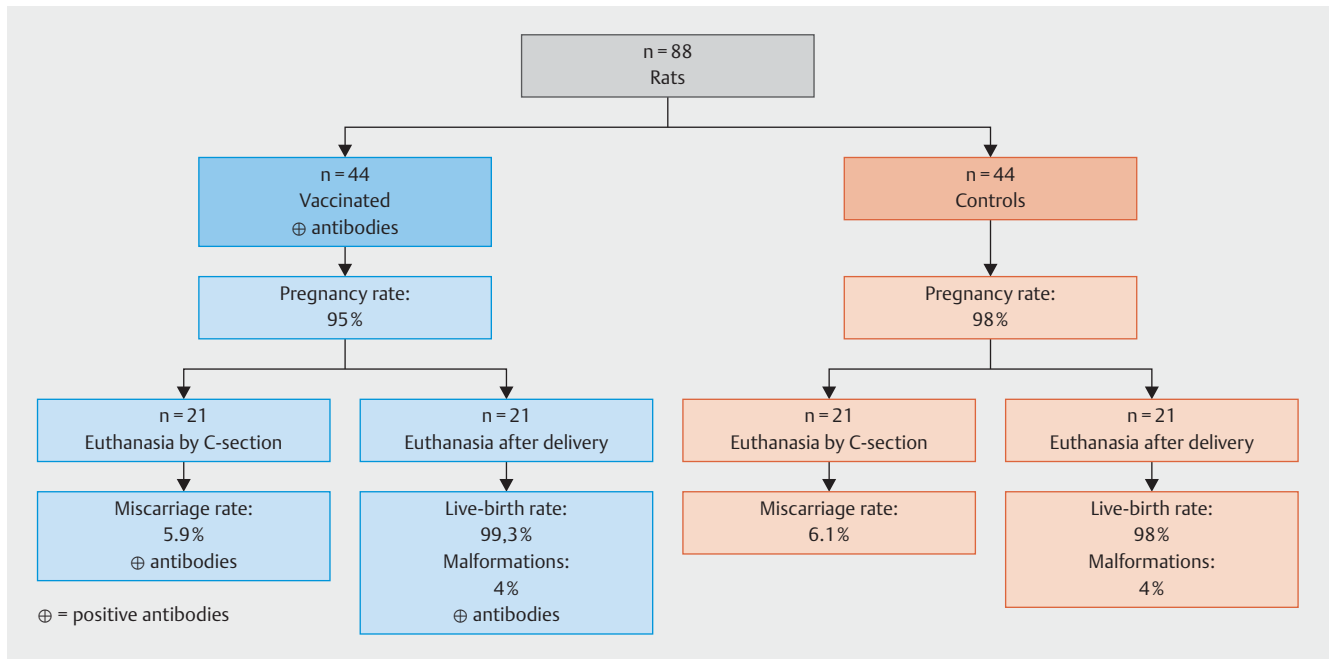 n = 88
Rats
n = 44
Vaccinated
⊕ antibodies
n = 44
Controls
Pregnancy rate:
95 %
Pregnancy rate:
98 %
n = 21
Euthanasia by C-section
n = 21
Euthanasia after delivery
n = 21
Euthanasia by C-section
n = 21
Euthanasia after delivery
Miscarriage rate:
5.9 %
⊕ antibodies
Live-birth rate:
99,3 %
Malformations:
4 %
⊕ antibodies
Miscarriage rate:
6.1 %
Live-birth rate:
98 %
Malformations:
4 %
⊕ = positive antibodies